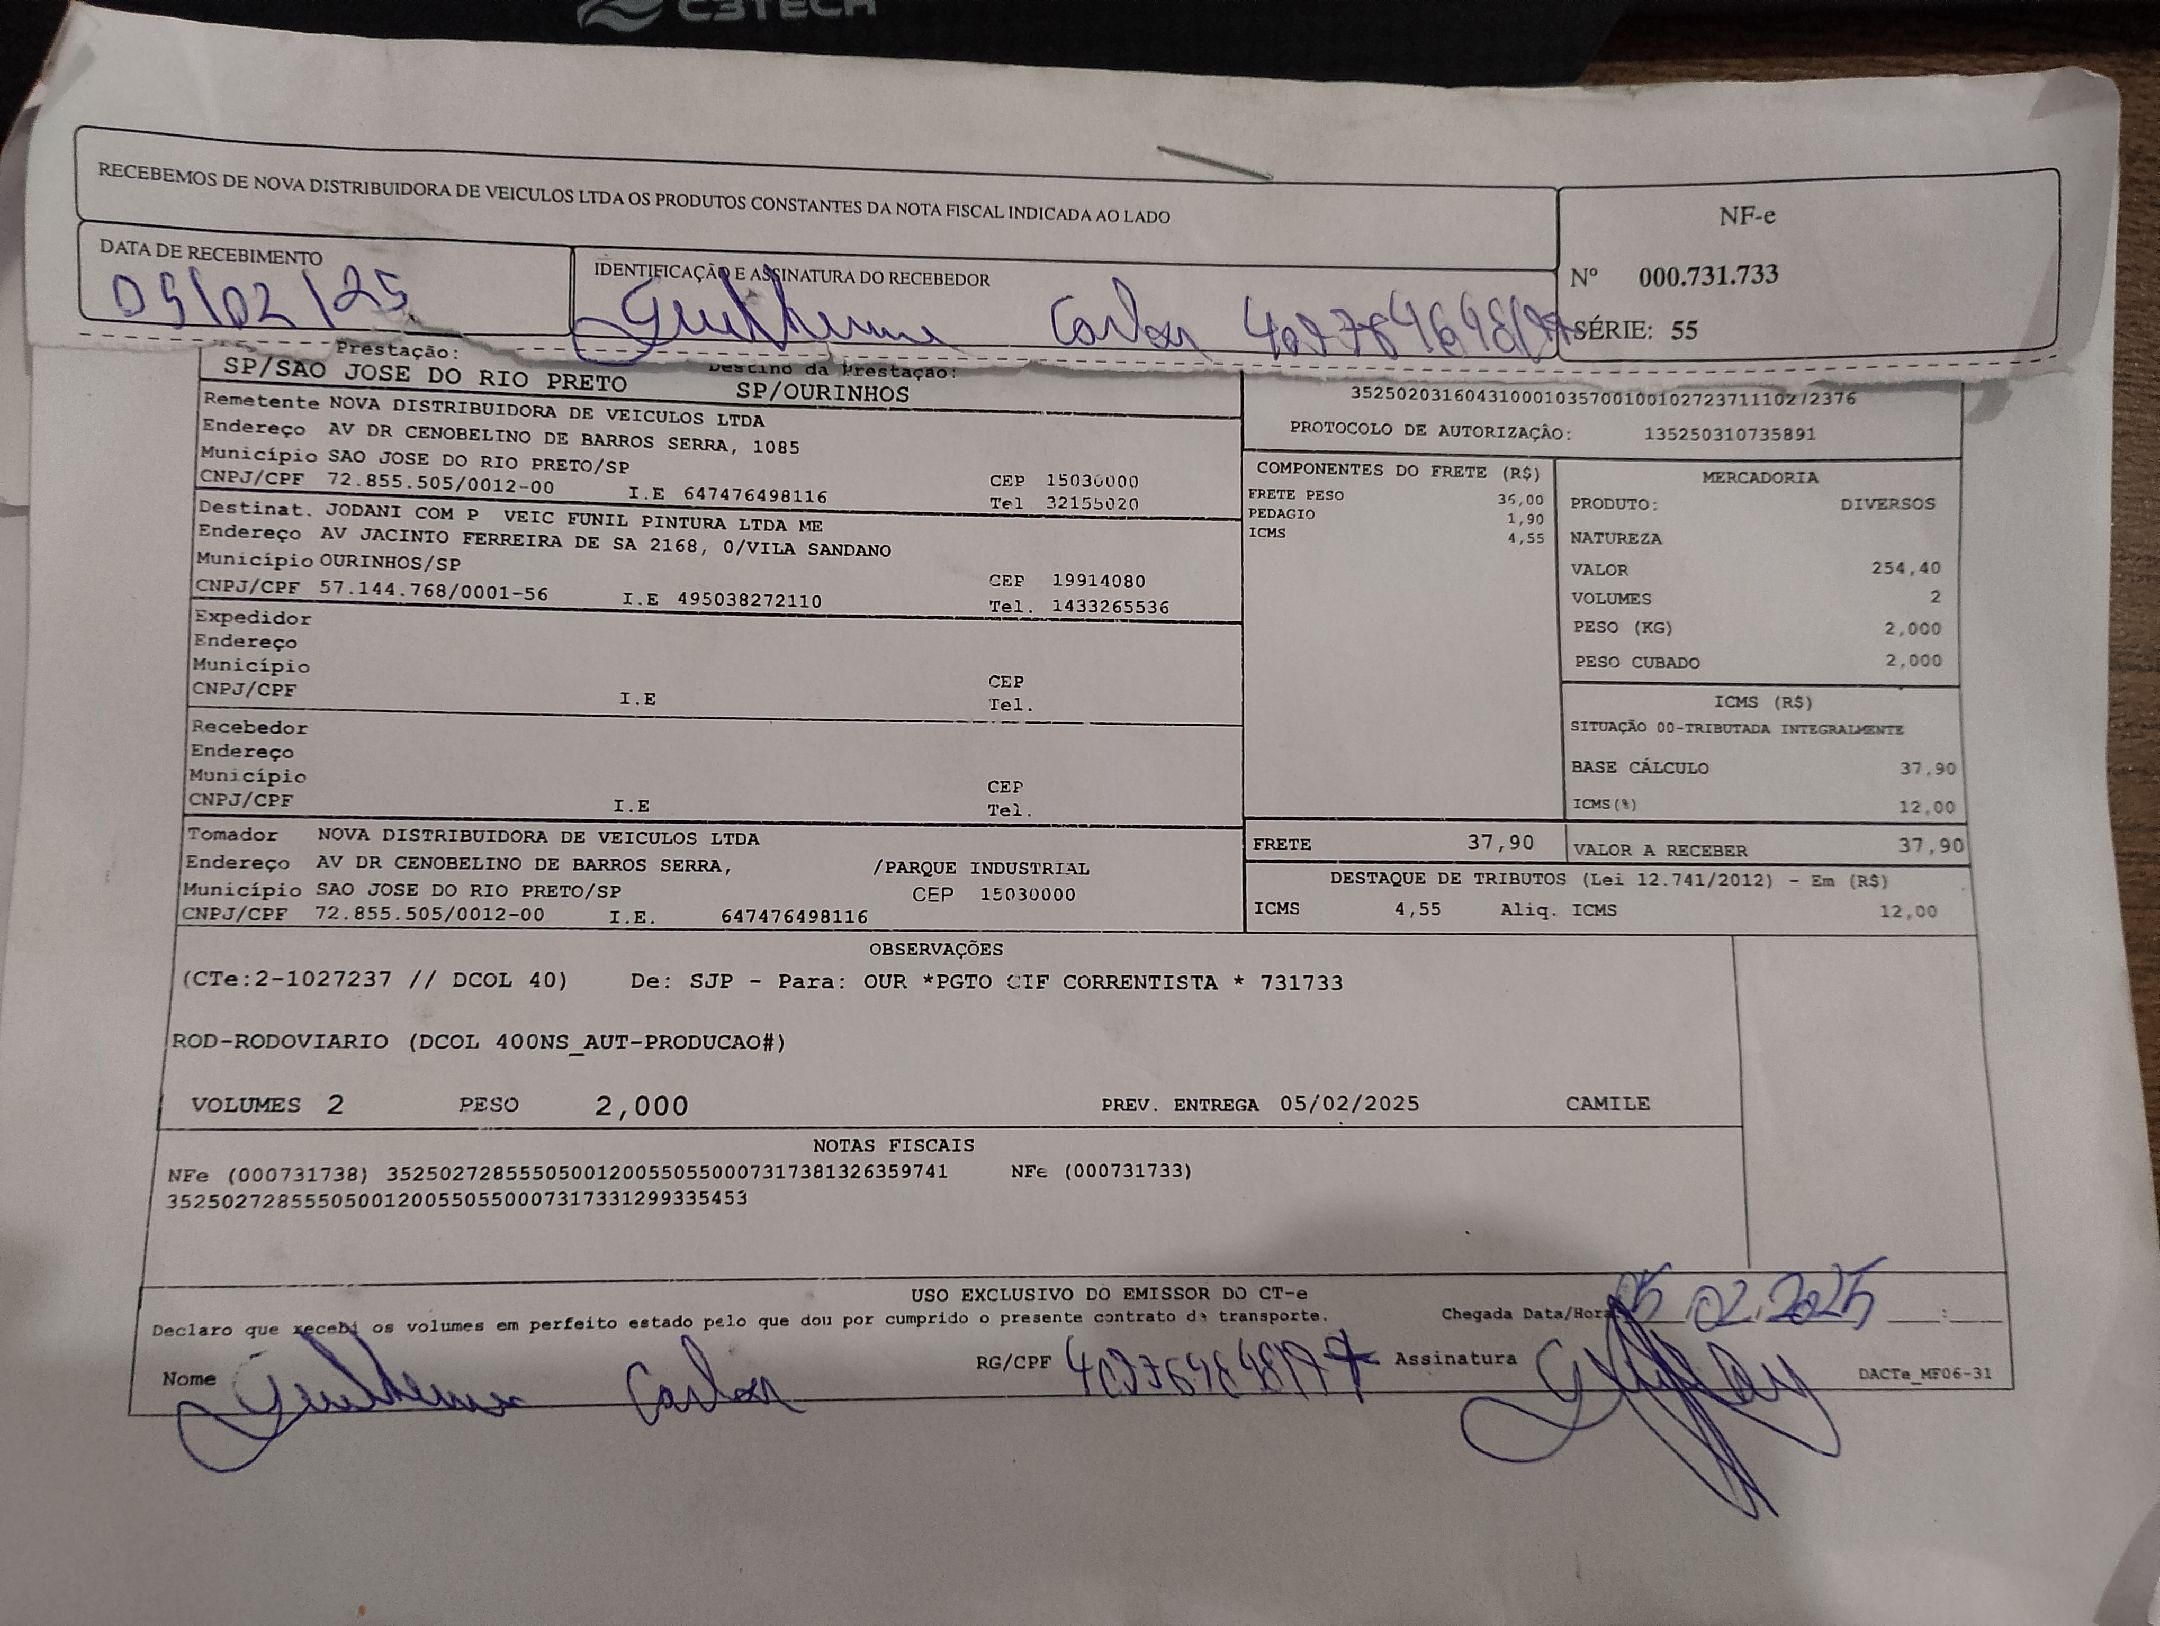 C3TECH
RECEBEMOS DE NOVA DISTRIBUIDORA DE VEICULOS LTDA OS PRODUTOS CONSTANTES DA NOTA FISCAL INDICADA AO LADO
NF-e
Nº 000.731.733
SÉRIE: 55
DATA DE RECEBIMENTO
05/02/25
IDENTIFICAÇÃO E ASSINATURA DO RECEBEDOR
Guilherme Carlos
Prestação:
SP/SAO JOSE DO RIO PRETO
Destino da Prestação:
SP/OURINHOS
Remetente NOVA DISTRIBUIDORA DE VEICULOS LTDA
Endereço AV DR CENOBELINO DE BARROS SERRA, 1085
Município SAO JOSE DO RIO PRETO/SP CEP 15030000
CNPJ/CPF 72.855.505/0012-00 I.E 647476498116 Tel 32155020
Destinat. JODANI COM P VEIC FUNIL PINTURA LTDA ME
Endereço AV JACINTO FERREIRA DE SA 2168, 0/VILA SANDANO
Município OURINHOS/SP CEP 19914080
CNPJ/CPF 57.144.768/0001-56 I.E 495038272110 Tel. 1433265536
Expedidor
Endereço
Município CEP
CNPJ/CPF I.E Tel.
Recebedor
Endereço
Município CEP
CNPJ/CPF I.E Tel.
Tomador NOVA DISTRIBUIDORA DE VEICULOS LTDA
Endereço AV DR CENOBELINO DE BARROS SERRA, /PARQUE INDUSTRIAL
Município SAO JOSE DO RIO PRETO/SP CEP 15030000
CNPJ/CPF 72.855.505/0012-00 I.E. 647476498116
35250203160431000103570010010272371110272376
PROTOCOLO DE AUTORIZAÇÃO: 135250310735891
COMPONENTES DO FRETE (R$)
FRETE PESO 36,00
PEDAGIO 1,90
ICMS 4,55
MERCADORIA
PRODUTO: DIVERSOS
NATUREZA
VALOR 254,40
VOLUMES 2
PESO (KG) 2,000
PESO CUBADO 2,000
ICMS (R$)
SITUAÇÃO 00-TRIBUTADA INTEGRALMENTE
BASE CÁLCULO 37,90
ICMS(%) 12,00
FRETE 37,90 VALOR A RECEBER 37,90
DESTAQUE DE TRIBUTOS (Lei 12.741/2012) - Em (R$)
ICMS 4,55 Aliq. ICMS 12,00
OBSERVAÇÕES
(CTe:2-1027237 // DCOL 40) De: SJP - Para: OUR *PGTO CIF CORRENTISTA * 731733
ROD-RODOVIARIO (DCOL 400NS_AUT-PRODUCAO#)
VOLUMES 2 PESO 2,000 PREV. ENTREGA 05/02/2025 CAMILE
NOTAS FISCAIS
NFe (000731738) 35250272855505001200550550007317381326359741 NFe (000731733)
35250272855505001200550550007317331299335453
USO EXCLUSIVO DO EMISSOR DO CT-e
Declaro que recebi os volumes em perfeito estado pelo que dou por cumprido o presente contrato de transporte. Chegada Data/Hora 05.02.2025 ___:___
Nome Guilherme Carlos RG/CPF Assinatura DACTe_MF06-31